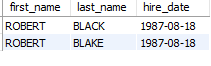 first_name last_name hire_date
ROBERT BLACK 1987-08-18
ROBERT BLAKE 1987-08-18